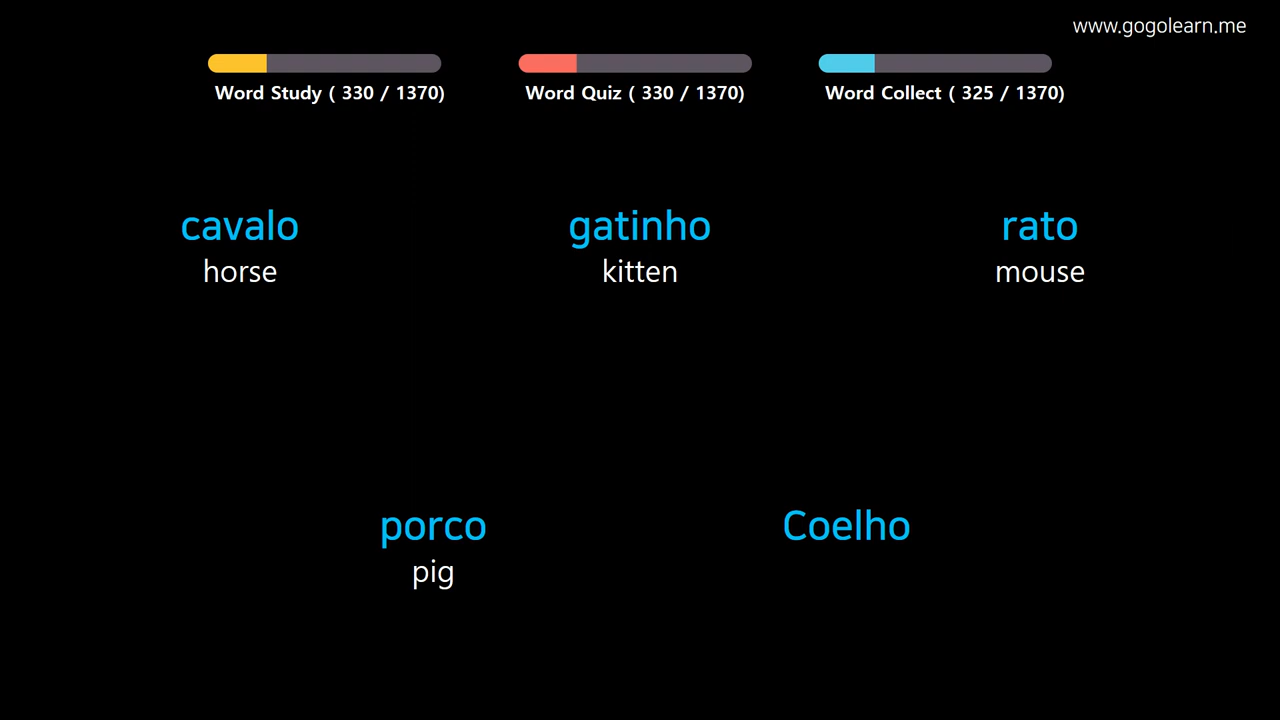 www.gogolearn.me
Word Study ( 330 / 1370)
Word Quiz ( 330 / 1370)
Word Collect ( 325 / 1370)
cavalo
horse
gatinho
kitten
rato
mouse
porco
pig
Coelho